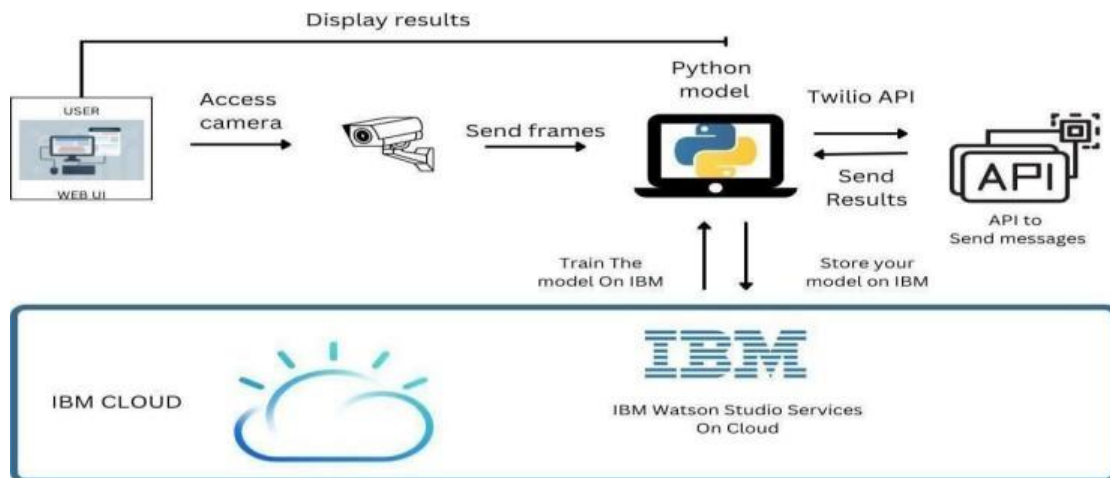 Display results
USER
WEB UI
Access
camera
Send frames
Python
model
Twilio API
Send
Results
API
API to
Send messages
Train The
model On IBM
Store your
model on IBM
IBM CLOUD
IBM
IBM Watson Studio Services
On Cloud